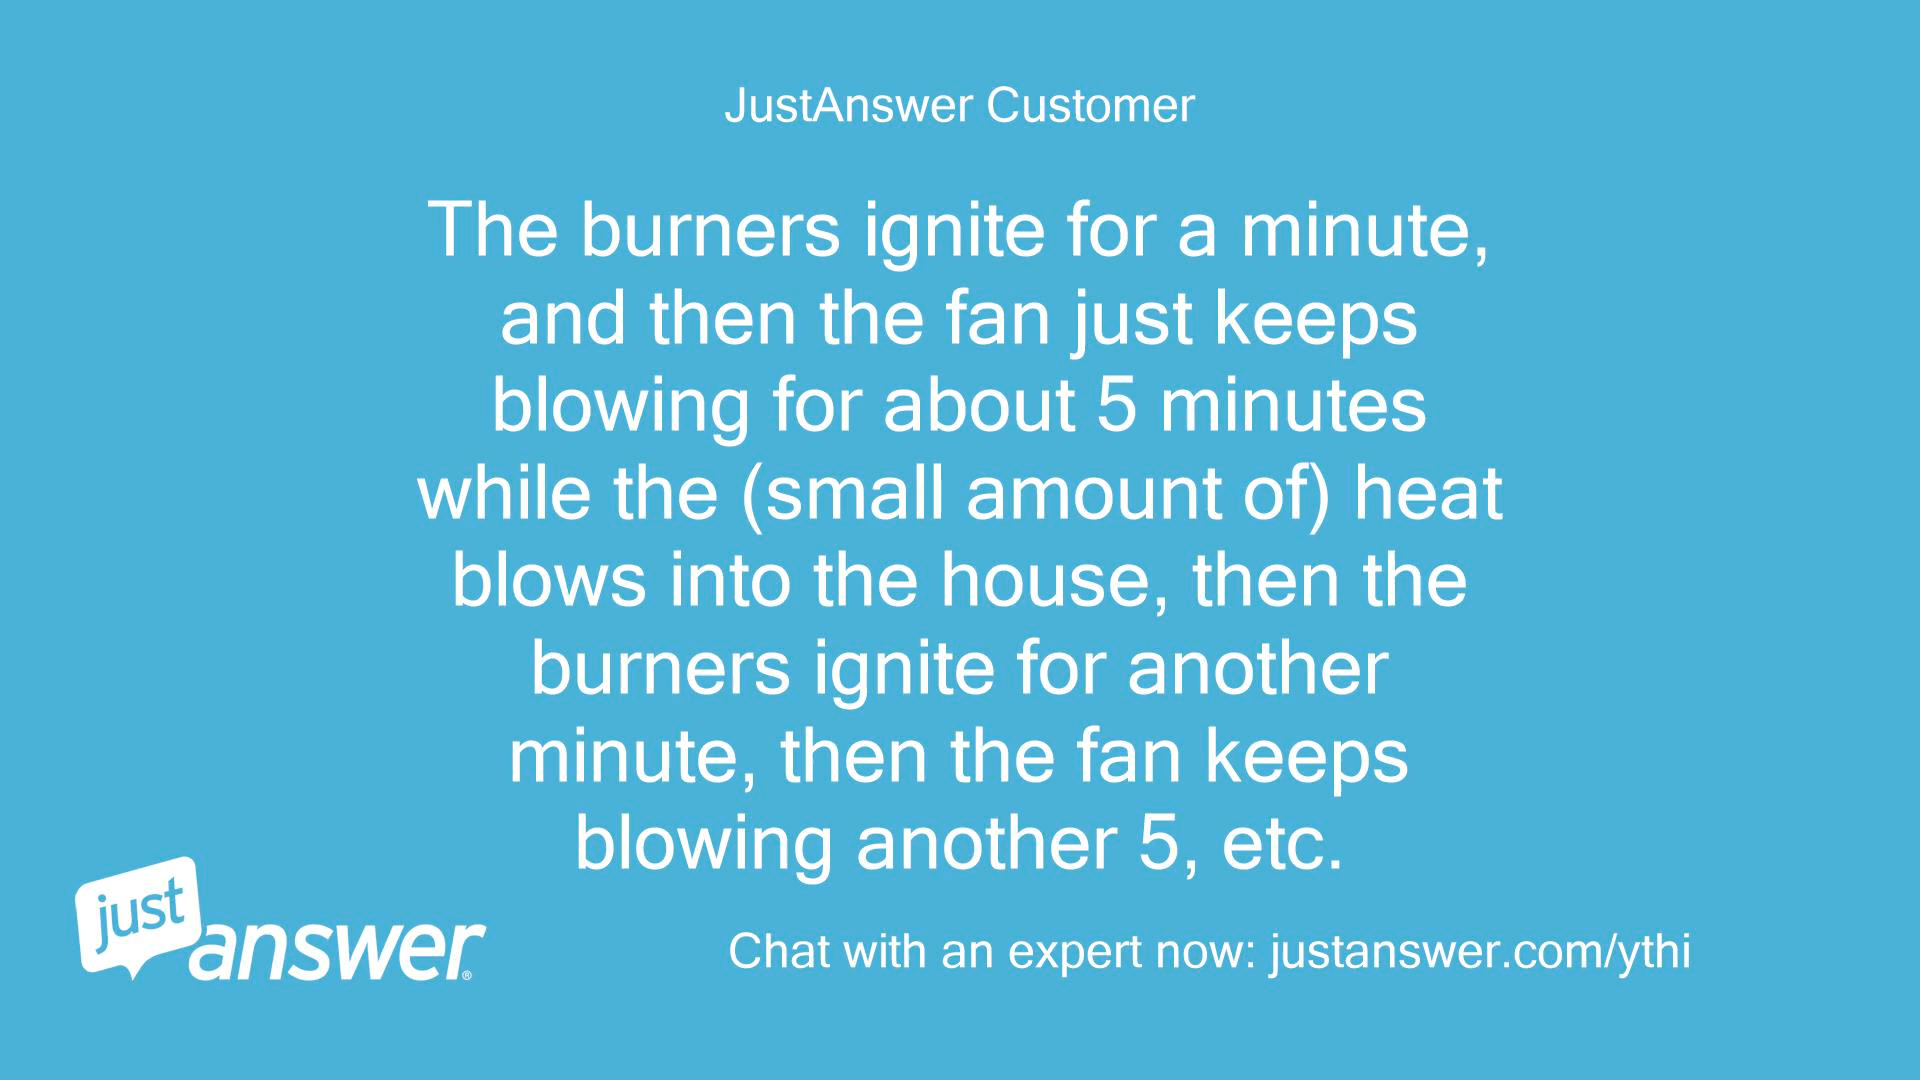 JustAnswer Customer
The burners ignite for a minute,
and then the fan just keeps
blowing for about 5 minutes
while the (small amount of) heat
blows into the house, then the
burners ignite for another
minute, then the fan keeps
blowing another 5, etc.
just
answer®
Chat with an expert now: justanswer.com/ythi